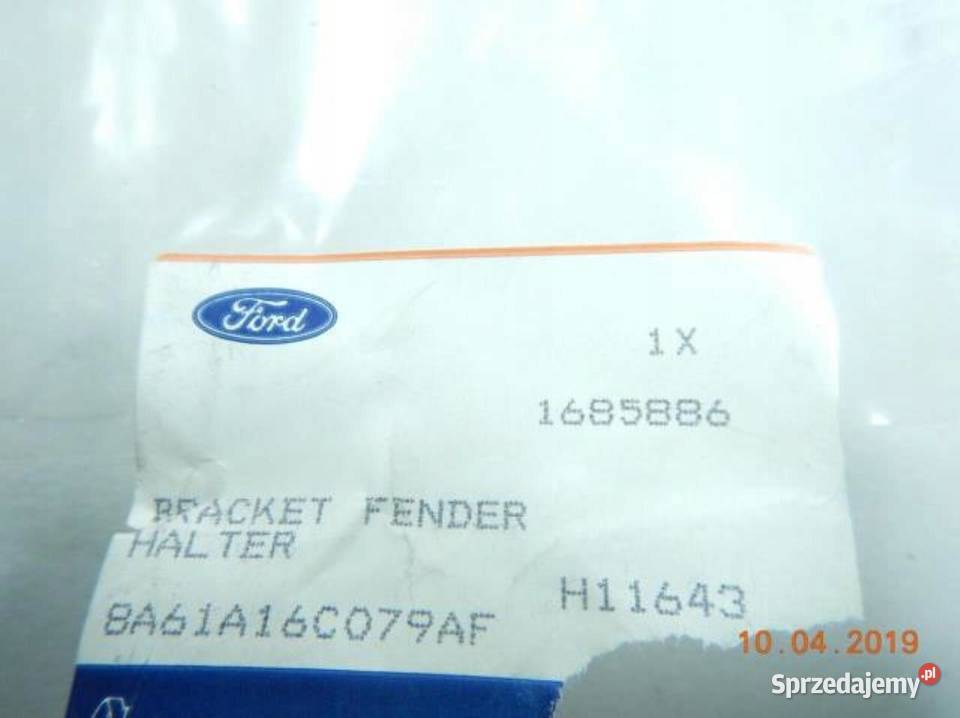 Ford
1X
1685886
BRACKET FENDER
HALTER
H11643
8A61A16C079AF
10.04.2019
Sprzedajemy.pl